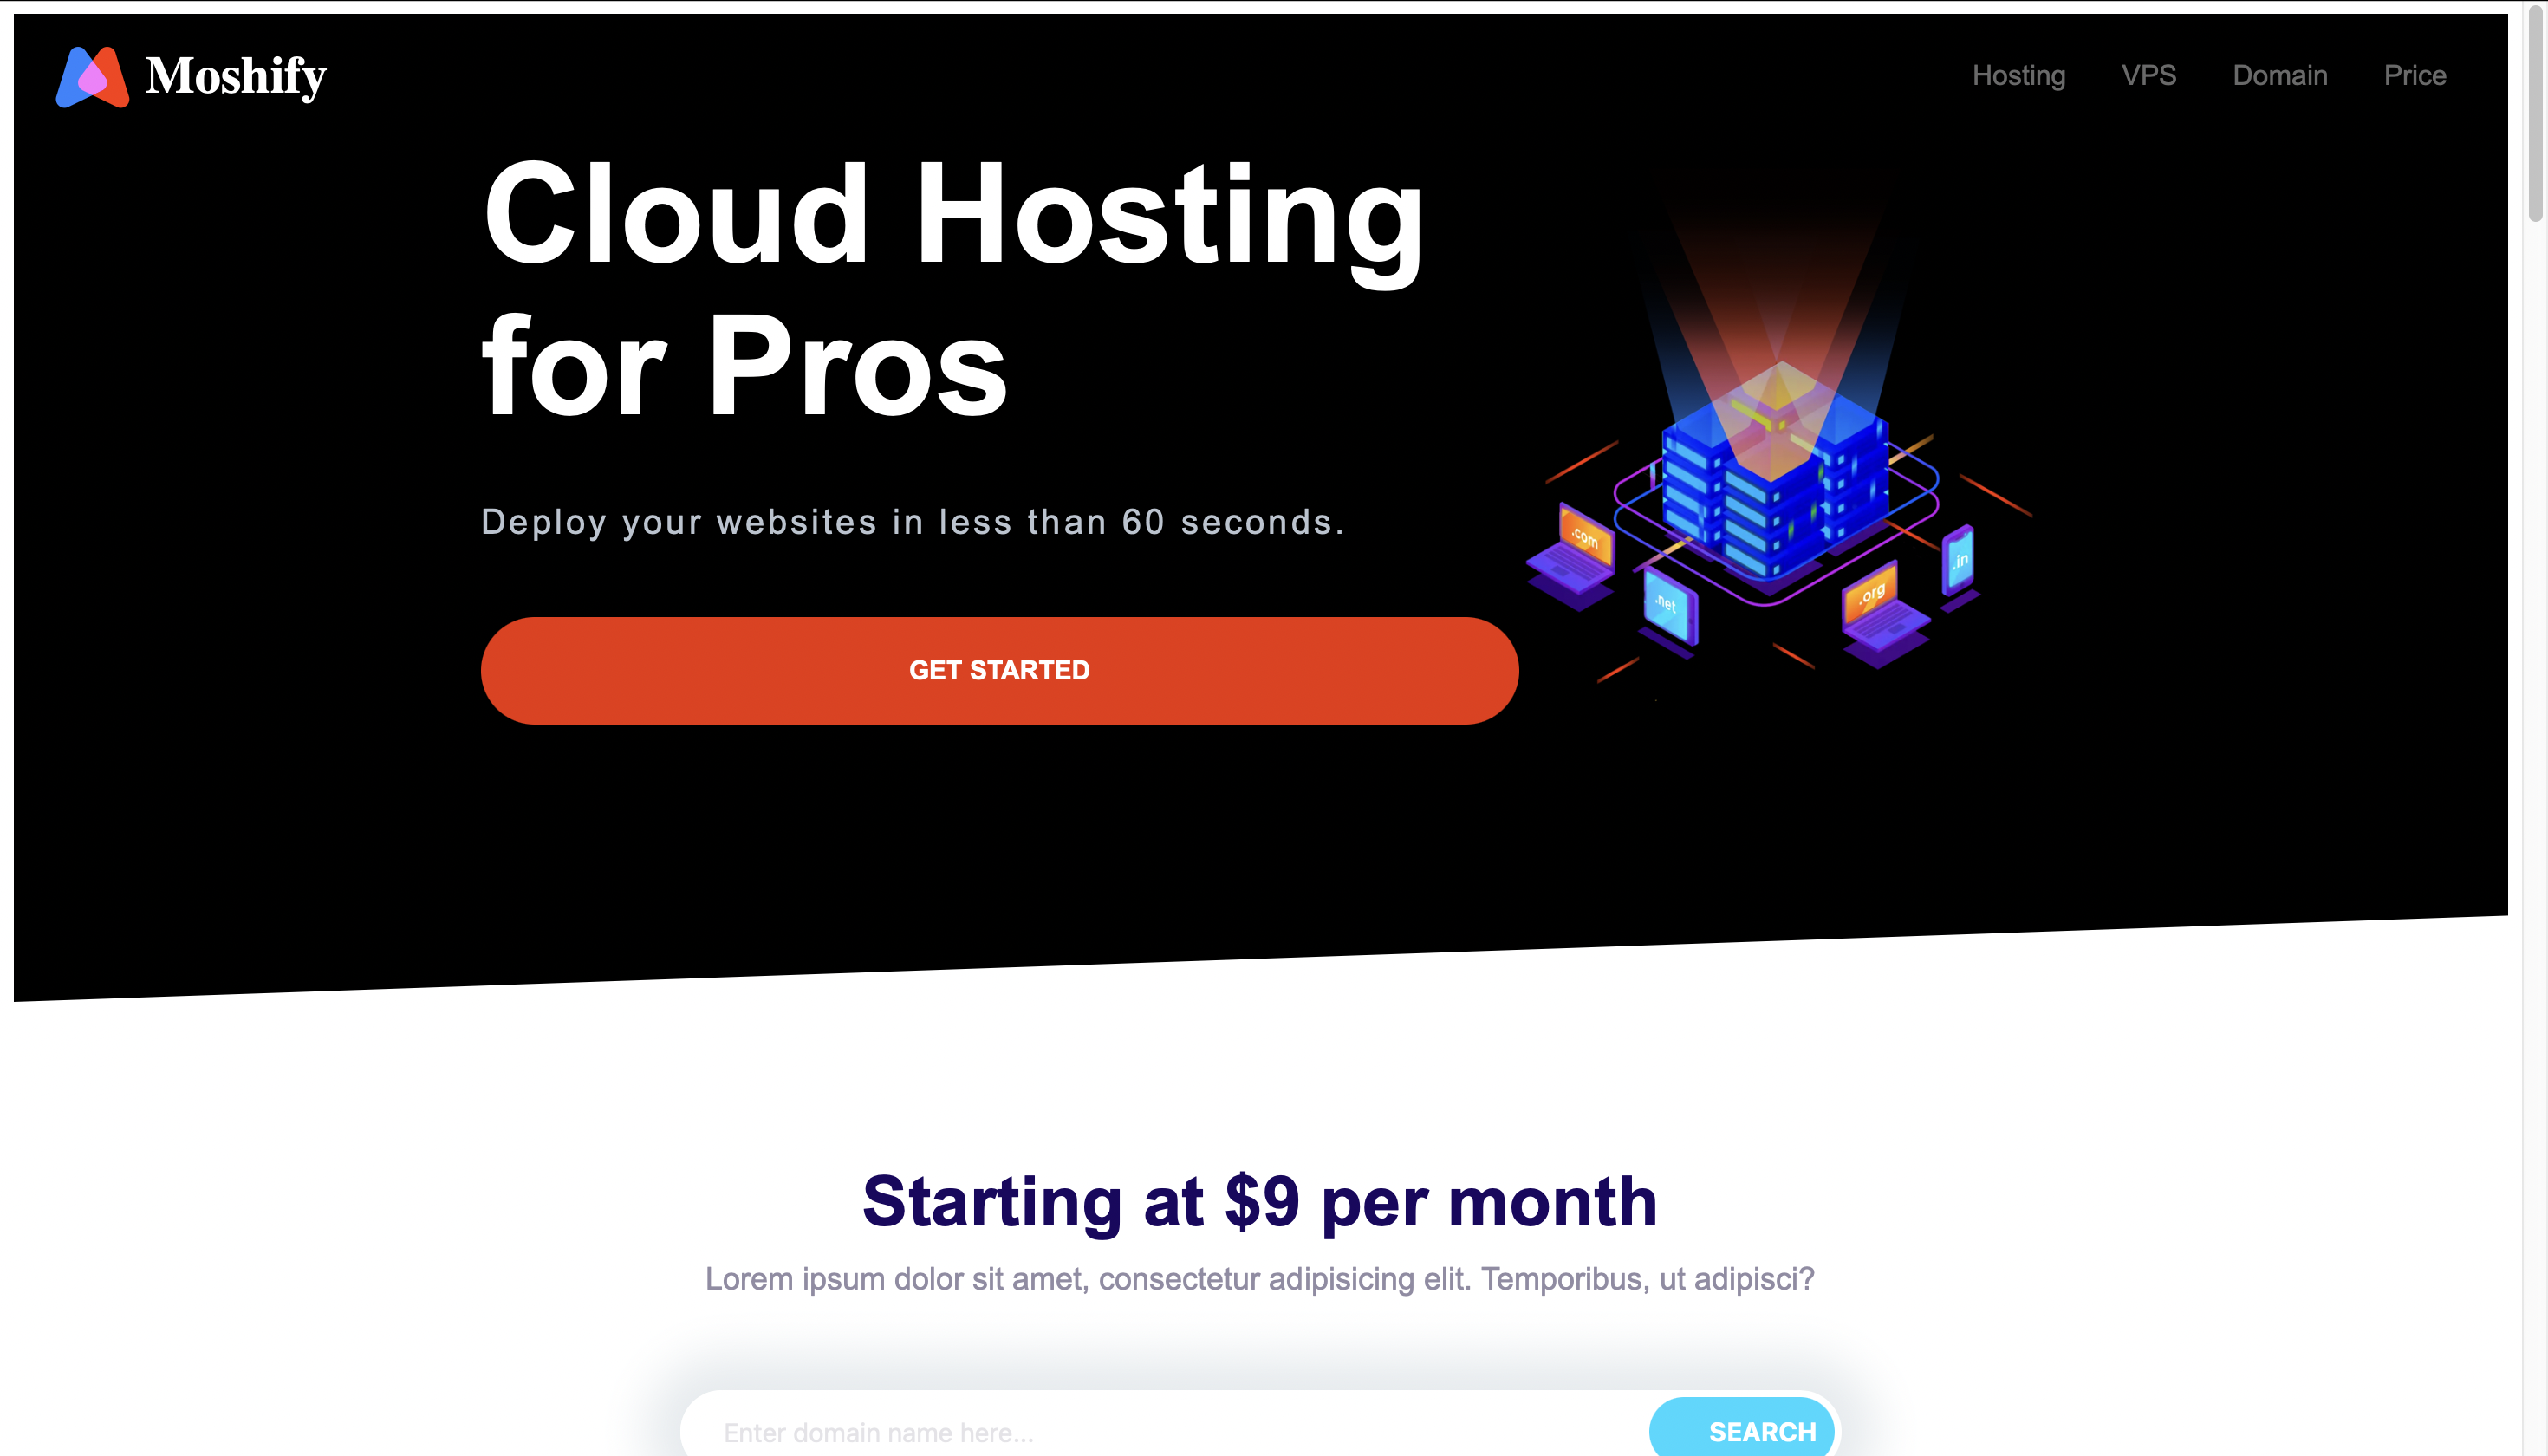 Moshify
Hosting VPS Domain Price
Cloud Hosting
for Pros
Deploy your websites in less than 60 seconds.
GET STARTED
.com
.net
.org
.in
Starting at $9 per month
Lorem ipsum dolor sit amet, consectetur adipisicing elit. Temporibus, ut adipisci?
Enter domain name here...
SEARCH